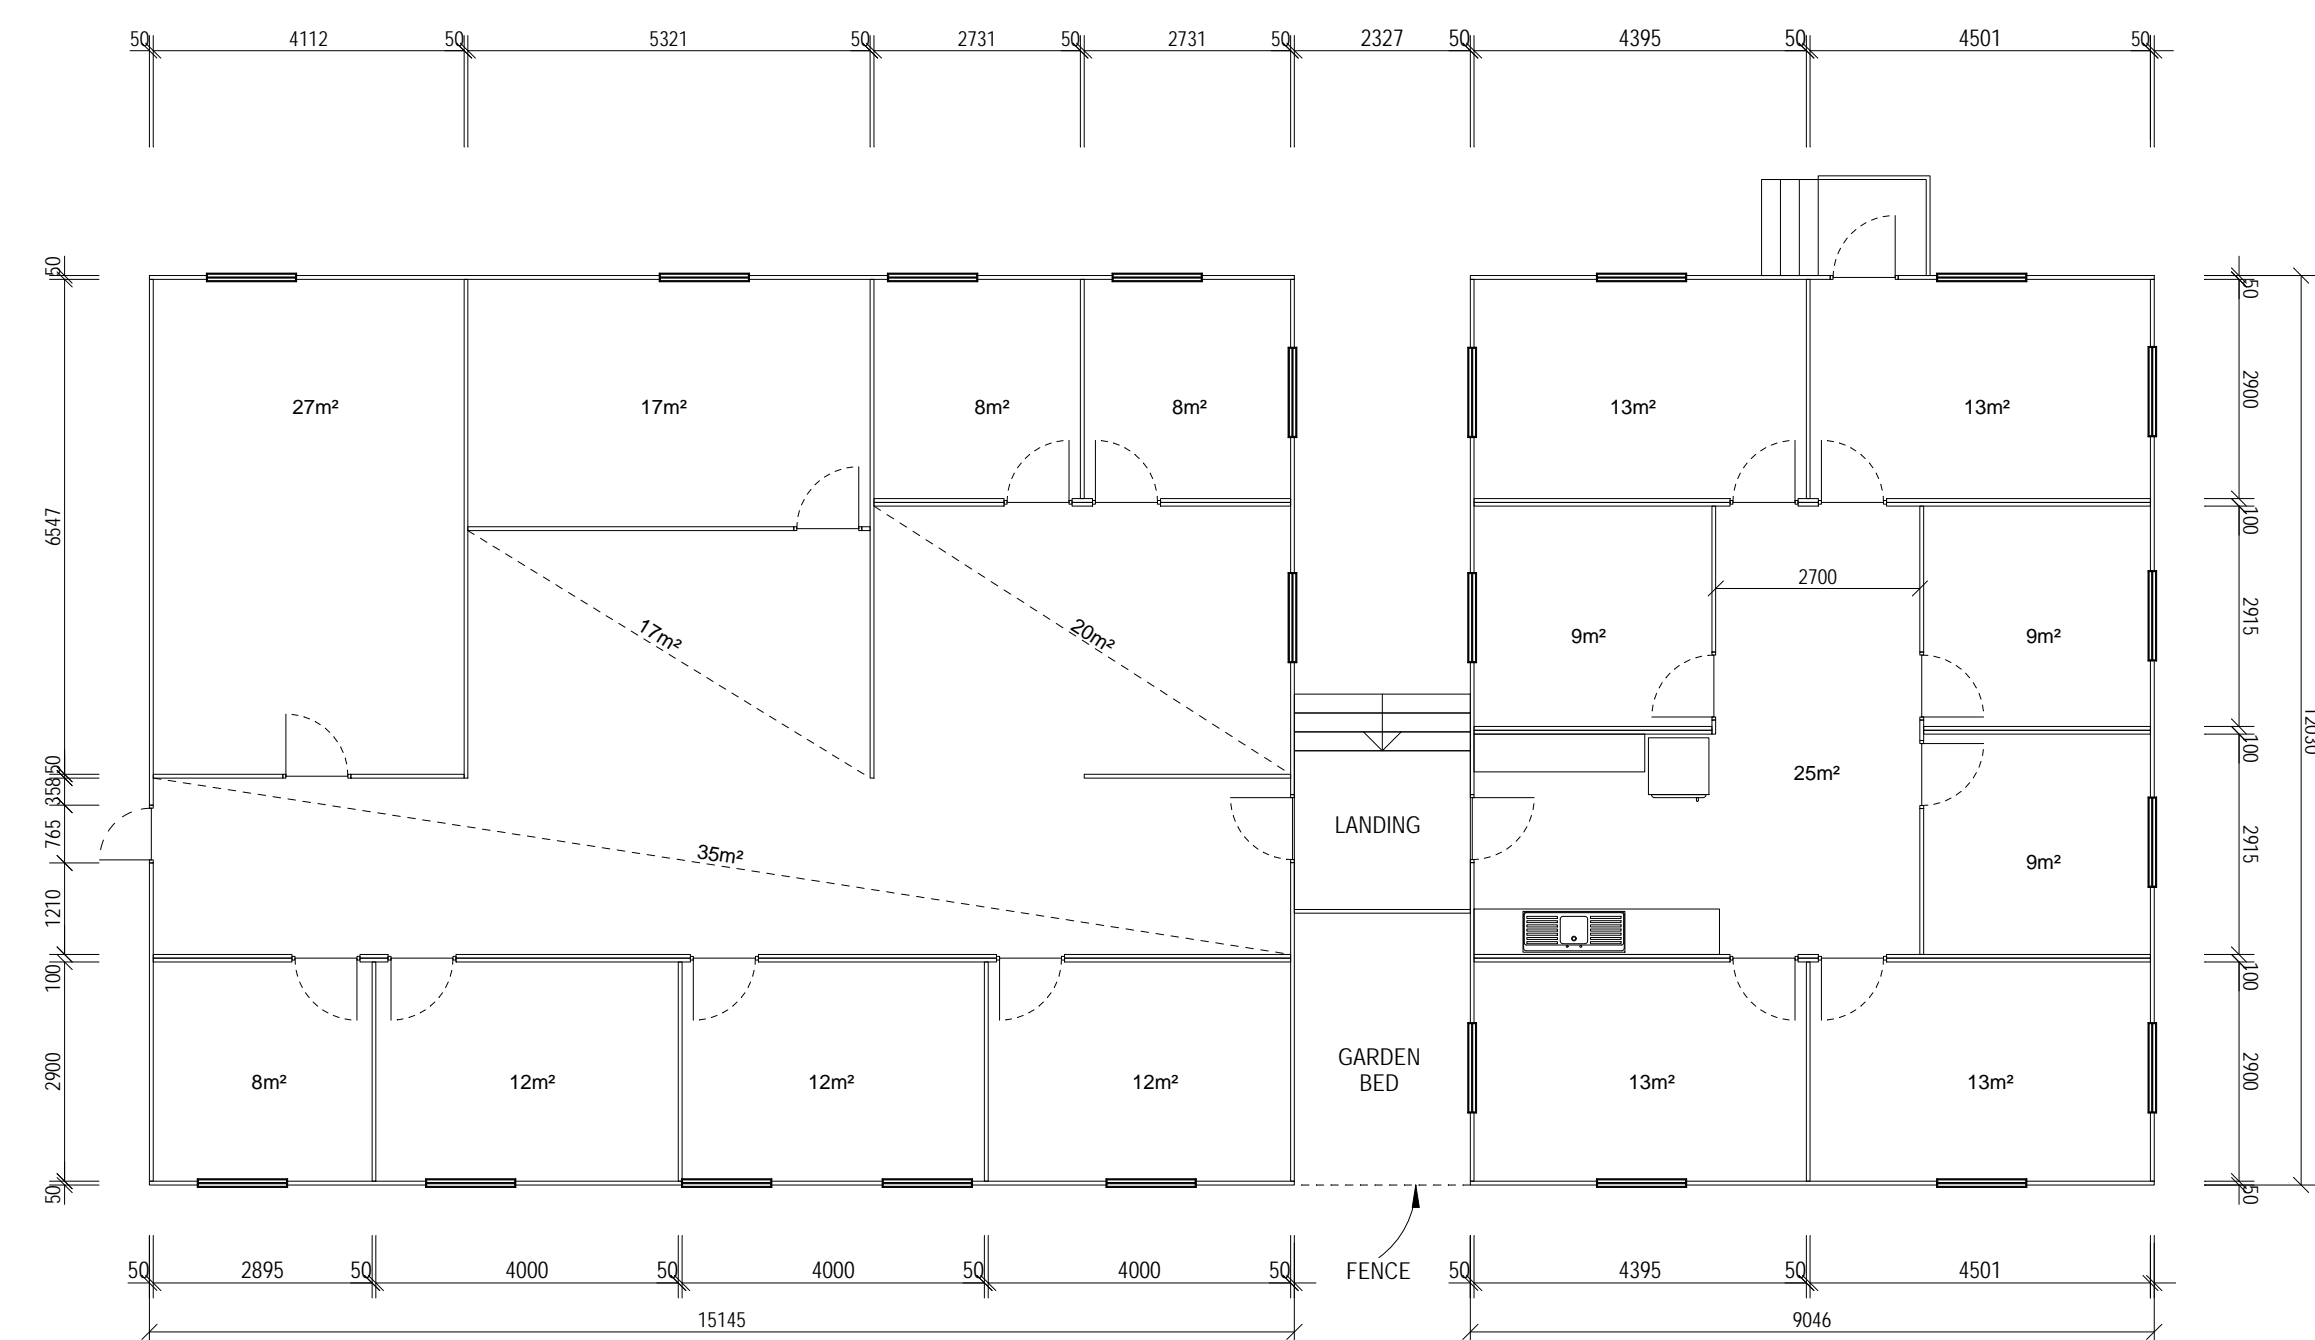 50 4112 50 5321 50 2731 50 2731 50 2327 50 4395 50 4501 50
50
6547
50
358
765
1210
100
2900
50
27m²
17m²
8m²
8m²
13m²
13m²
17m²
20m²
35m²
9m²
2700
9m²
25m²
9m²
LANDING
8m²
12m²
12m²
12m²
GARDEN
BED
13m²
13m²
50
2900
100
2915
100
2915
100
2900
50
12030
50 2895 50 4000 50 4000 50 4000 50
FENCE
50 4395 50 4501
15145
9046